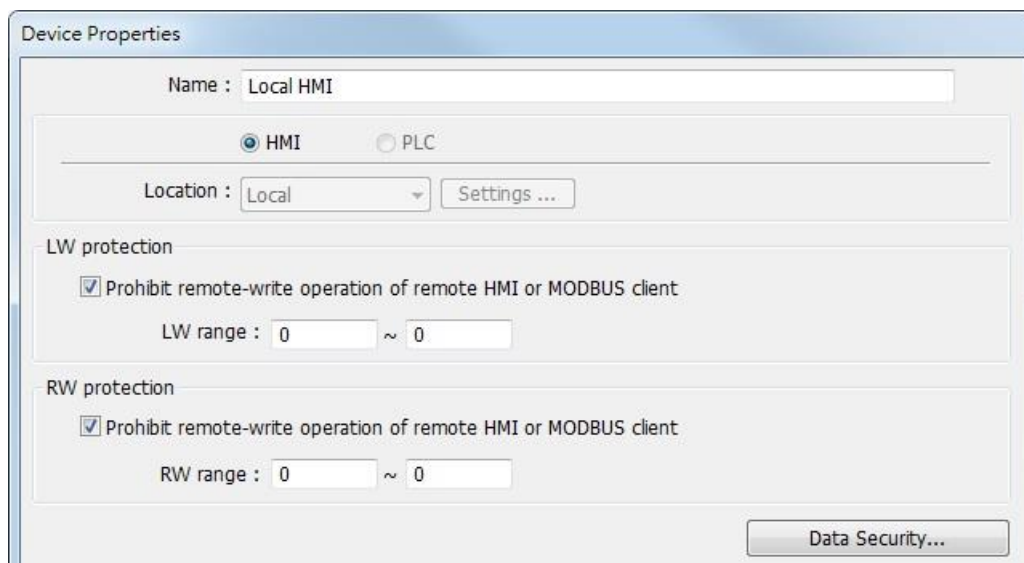 Device Properties
Name : Local HMI
HMI PLC
Location : Local Settings ...
LW protection
Prohibit remote-write operation of remote HMI or MODBUS client
LW range : 0 ~ 0
RW protection
Prohibit remote-write operation of remote HMI or MODBUS client
RW range : 0 ~ 0
Data Security...